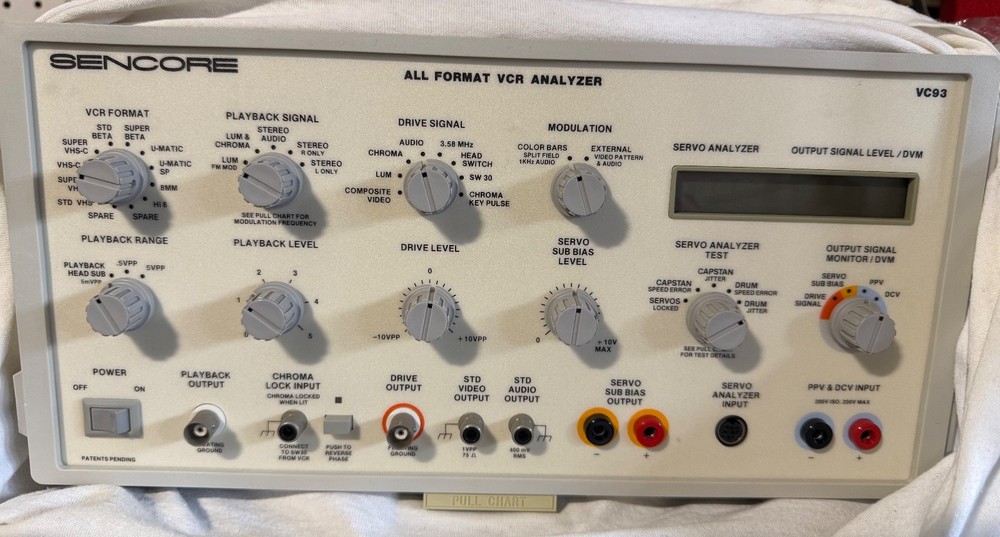 SENCORE
ALL FORMAT VCR ANALYZER
VC93
VCR FORMAT
STD BETA
SUPER BETA
SUPER VHS-C
U-MATIC
VHS-C
U-MATIC SP
SUPE
VH
8MM
STD VHS
HI 8
SPARE
SPARE
PLAYBACK SIGNAL
STEREO AUDIO
LUM & CHROMA
STEREO
R ONLY
LUM
FM MOD
STEREO
L ONLY
SEE PULL CHART FOR
MODULATION FREQUENCY
DRIVE SIGNAL
AUDIO
3.58 MHz
CHROMA
HEAD SWITCH
LUM
SW 30
COMPOSITE VIDEO
CHROMA KEY PULSE
MODULATION
COLOR BARS
SPLIT FIELD
1KHz AUDIO
EXTERNAL
VIDEO PATTERN
& AUDIO
SERVO ANALYZER
OUTPUT SIGNAL LEVEL / DVM
PLAYBACK RANGE
PLAYBACK HEAD SUB
5mVPP
.5VPP
5VPP
PLAYBACK LEVEL
1
2
3
4
5
DRIVE LEVEL
0
-10VPP
+10VPP
SERVO
SUB BIAS
LEVEL
0
+10V
MAX
SERVO ANALYZER
TEST
CAPSTAN
JITTER
CAPSTAN
SPEED ERROR
DRUM
SPEED ERROR
SERVOS
LOCKED
DRUM
JITTER
SEE PULL C
FOR TEST DETAILS
OUTPUT SIGNAL
MONITOR / DVM
SERVO
SUB BIAS
PPV
DRIVE
SIGNAL
DCV
POWER
OFF
ON
PATENTS PENDING
PLAYBACK
OUTPUT
ATING
GROUND
CHROMA
LOCK INPUT
CHROMA LOCKED
WHEN LIT
CONNECT
TO SW30
FROM VCR
PUSH TO
REVERSE
PHASE
DRIVE
OUTPUT
F ATING
GROUND
STD
VIDEO
OUTPUT
1VPP
75 Ω
STD
AUDIO
OUTPUT
400 mV
RMS
SERVO
SUB BIAS
OUTPUT
-
+
SERVO
ANALYZER
INPUT
PPV & DCV INPUT
-
+
PULL CHART